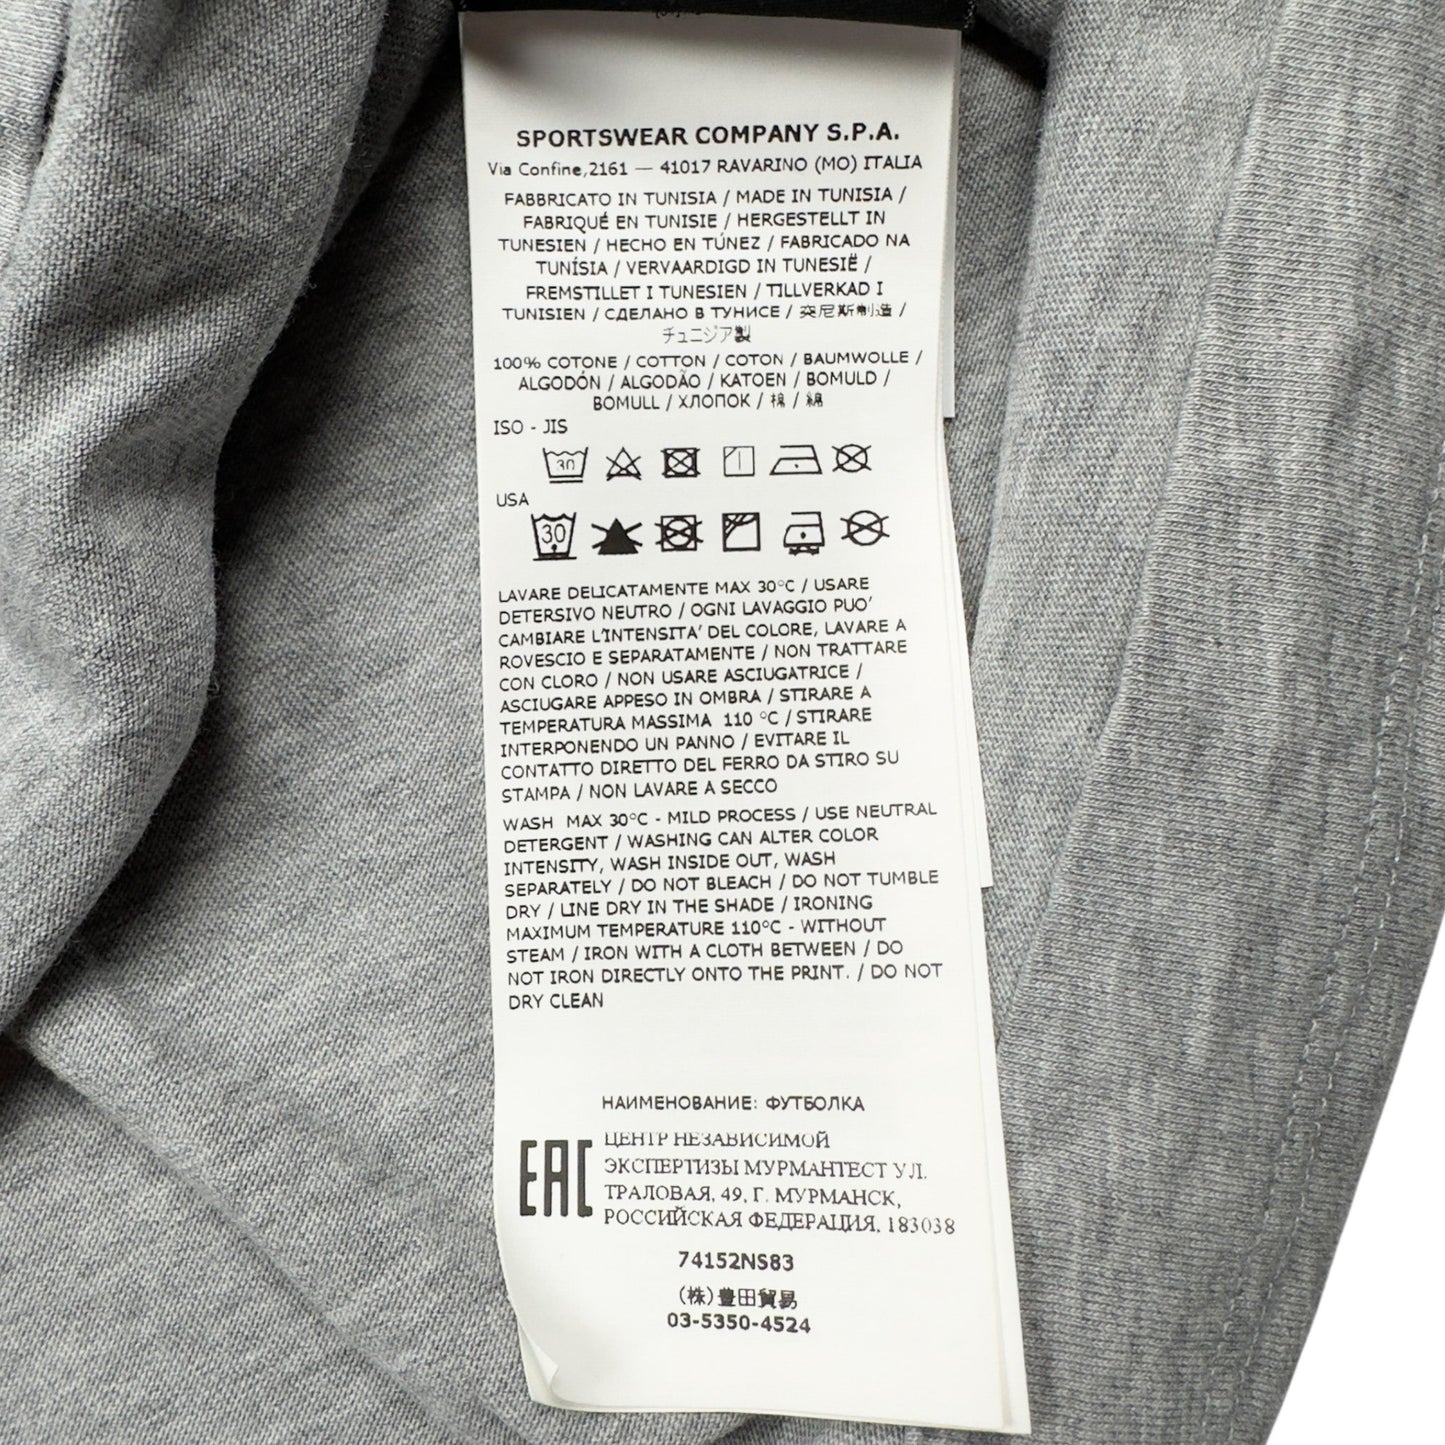 SPORTSWEAR COMPANY S.P.A.
Via Confine,2161 — 41017 RAVARINO (MO) ITALIA
FABBRICATO IN TUNISIA / MADE IN TUNISIA /
FABRIQUÉ EN TUNISIE / HERGESTELLT IN
TUNESIEN / HECHO EN TÚNEZ / FABRICADO NA
TUNÍSIA / VERVAARDIGD IN TUNESIË /
FREMSTILLET I TUNESIEN / TILLVERKAD I
TUNISIEN / СДЕЛАНО В ТУНИСЕ / 突尼斯制造 /
チュニジア製
100% COTONE / COTTON / COTON / BAUMWOLLE /
ALGODÓN / ALGODÃO / KATOEN / BOMULD /
BOMULL / ХЛОПОК / 棉 / 綿
ISO - JIS
30
USA
30
LAVARE DELICATAMENTE MAX 30°C / USARE
DETERSIVO NEUTRO / OGNI LAVAGGIO PUO'
CAMBIARE L'INTENSITA' DEL COLORE, LAVARE A
ROVESCIO E SEPARATAMENTE / NON TRATTARE
CON CLORO / NON USARE ASCIUGATRICE /
ASCIUGARE APPESO IN OMBRA / STIRARE A
TEMPERATURA MASSIMA 110 °C / STIRARE
INTERPONENDO UN PANNO / EVITARE IL
CONTATTO DIRETTO DEL FERRO DA STIRO SU
STAMPA / NON LAVARE A SECCO
WASH MAX 30°C - MILD PROCESS / USE NEUTRAL
DETERGENT / WASHING CAN ALTER COLOR
INTENSITY, WASH INSIDE OUT, WASH
SEPARATELY / DO NOT BLEACH / DO NOT TUMBLE
DRY / LINE DRY IN THE SHADE / IRONING
MAXIMUM TEMPERATURE 110°C - WITHOUT
STEAM / IRON WITH A CLOTH BETWEEN / DO
NOT IRON DIRECTLY ONTO THE PRINT. / DO NOT
DRY CLEAN
НАИМЕНОВАНИЕ: ФУТБОЛКА
EAC
ЦЕНТР НЕЗАВИСИМОЙ
ЭКСПЕРТИЗЫ МУРМАНТЕСТ УЛ.
ТРАЛОВАЯ, 49, Г. МУРМАНСК,
РОССИЙСКАЯ ФЕДЕРАЦИЯ, 183038
74152NS83
(株)豊田貿易
03-5350-4524